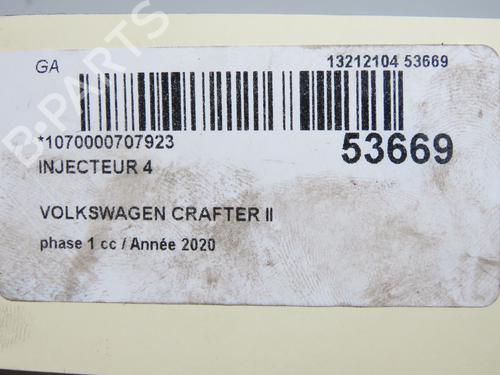 GA
13212104 53669
*1070000707923
53669
INJECTEUR 4
VOLKSWAGEN CRAFTER II
phase 1 cc / Année 2020
B-PARTS